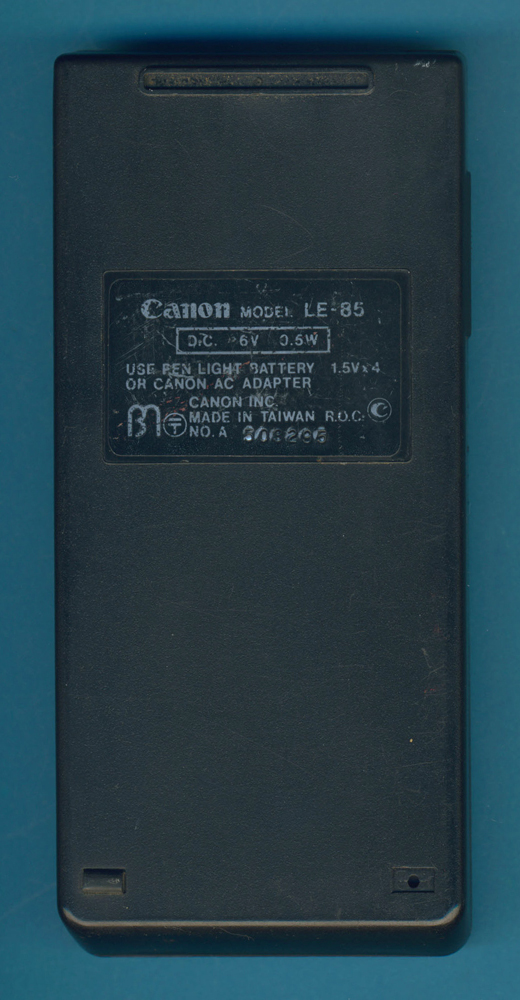 Canon MODEL LE-85
D.C. 6V 0.5W
USE PEN LIGHT BATTERY 1.5V x 4
OR CANON AC ADAPTER
CANON INC.
MADE IN TAIWAN R.O.C.
NO. A